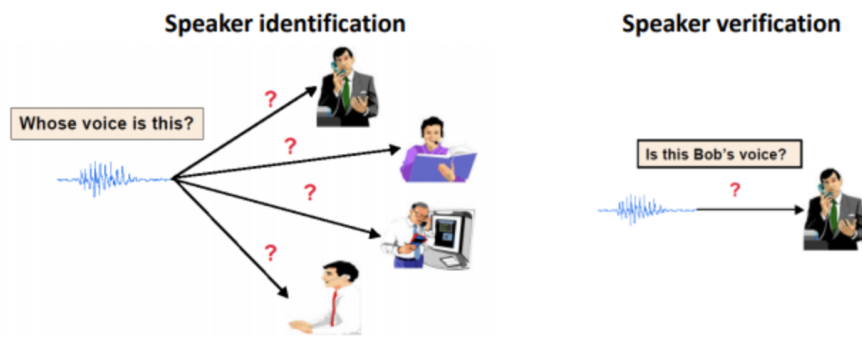 Speaker identification
Speaker verification
?
Whose voice is this?
?
Is this Bob's voice?
?
?
?